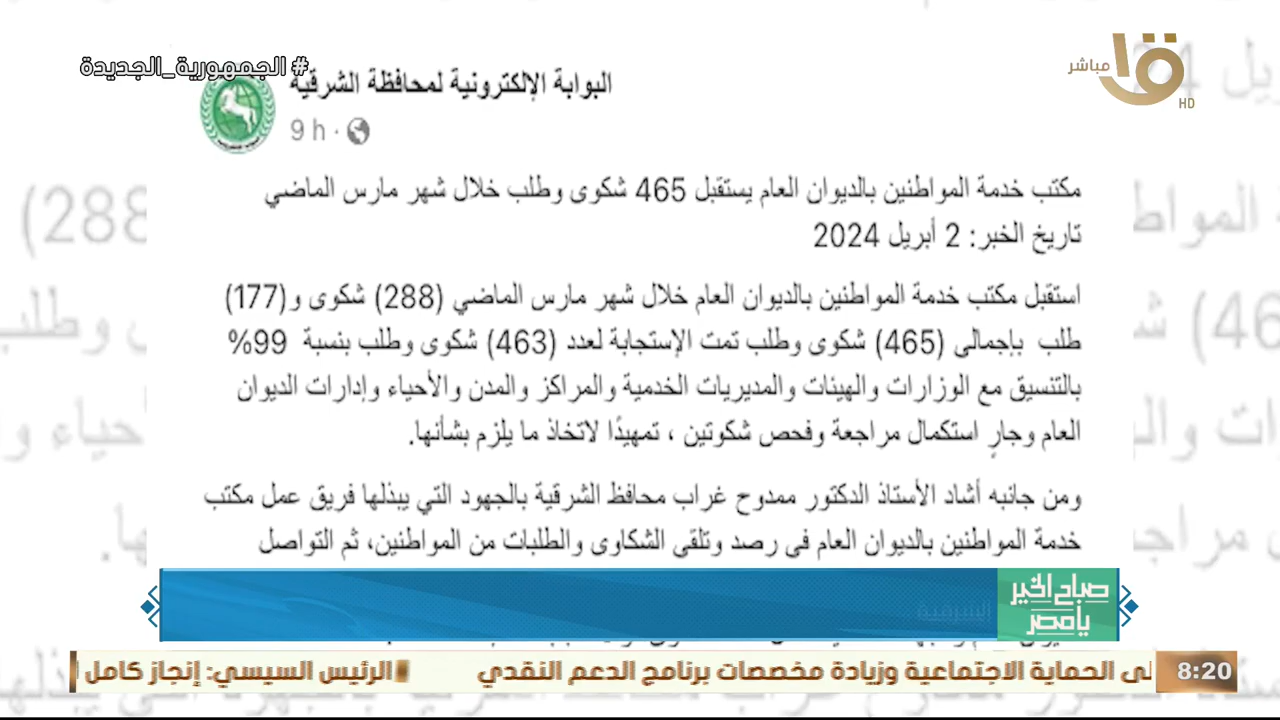 #الجمهورية_الجديدة
مباشر
HD
البوابة الإلكترونية لمحافظة الشرقية
9 h ·
مكتب خدمة المواطنين بالديوان العام يستقبل 465 شكوى وطلب خلال شهر مارس الماضي
تاريخ الخبر: 2 أبريل 2024
استقبل مكتب خدمة المواطنين بالديوان العام خلال شهر مارس الماضي (288) شكوى و(177)
طلب بإجمالى (465) شكوى وطلب تمت الإستجابة لعدد (463) شكوى وطلب بنسبة 99%
بالتنسيق مع الوزارات والهيئات والمديريات الخدمية والمراكز والمدن والأحياء وإدارات الديوان
العام وجارٍ استكمال مراجعة وفحص شكوتين ، تمهيدًا لاتخاذ ما يلزم بشأنها.
ومن جانبه أشاد الأستاذ الدكتور ممدوح غراب محافظ الشرقية بالجهود التي يبذلها فريق عمل مكتب
خدمة المواطنين بالديوان العام في رصد وتلقى الشكاوى والطلبات من المواطنين، ثم التواصل
صباح الخير
يا مصر
8:20
لى الحماية الاجتماعية وزيادة مخصصات برنامج الدعم النقدي
الرئيس السيسي: إنجاز كامل